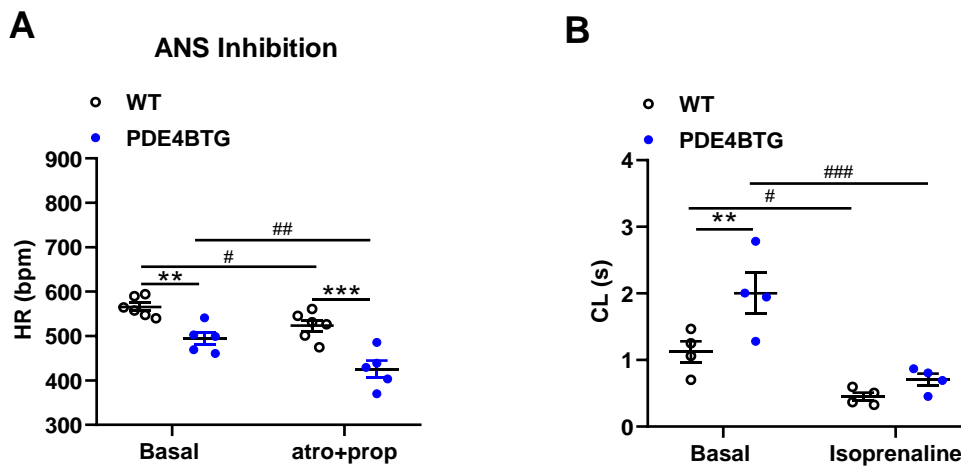 A
ANS Inhibition
WT
PDE4BTG
HR (bpm)
900
800
700
600
500
400
300
##
#
**
***
Basal
atro+prop
B
WT
PDE4BTG
CL (s)
4
3
2
1
0
###
#
**
Basal
Isoprenaline